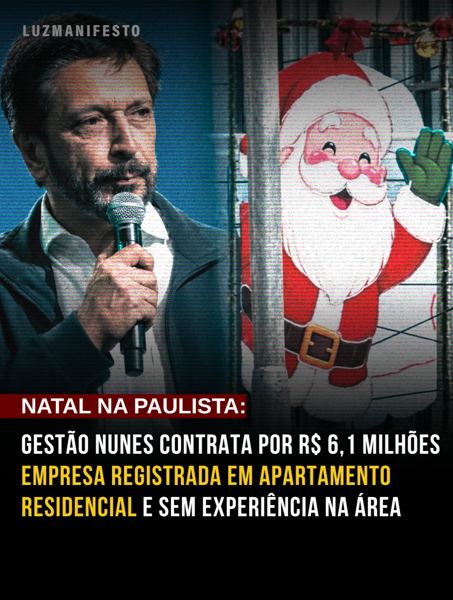 LUZMANIFESTO
NATAL NA PAULISTA:
GESTÃO NUNES CONTRATA POR R$ 6,1 MILHÕES
EMPRESA REGISTRADA EM APARTAMENTO
RESIDENCIAL E SEM EXPERIÊNCIA NA ÁREA